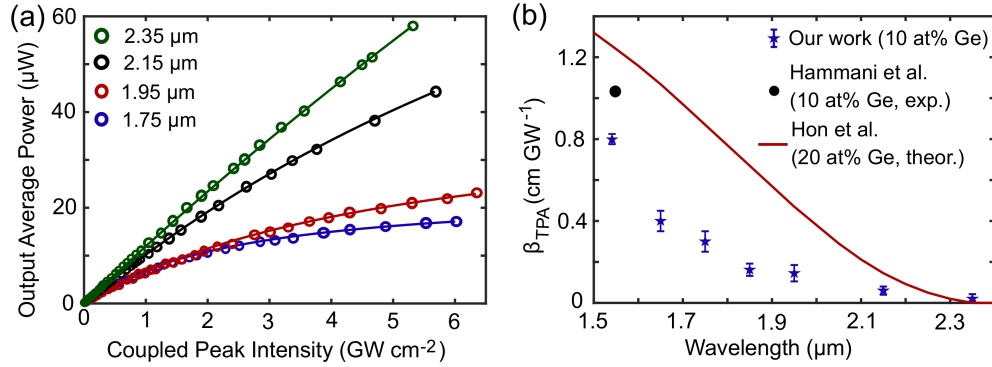 (a)
60
40
20
0
Output Average Power (µW)
2.35 µm
2.15 µm
1.95 µm
1.75 µm
0 1 2 3 4 5 6
Coupled Peak Intensity (GW cm-2)
(b)
1.2
0.8
0.4
0
βTPA (cm GW-1)
Our work (10 at% Ge)
Hammani et al.
(10 at% Ge, exp.)
Hon et al.
(20 at% Ge, theor.)
1.5 1.7 1.9 2.1 2.3
Wavelength (µm)